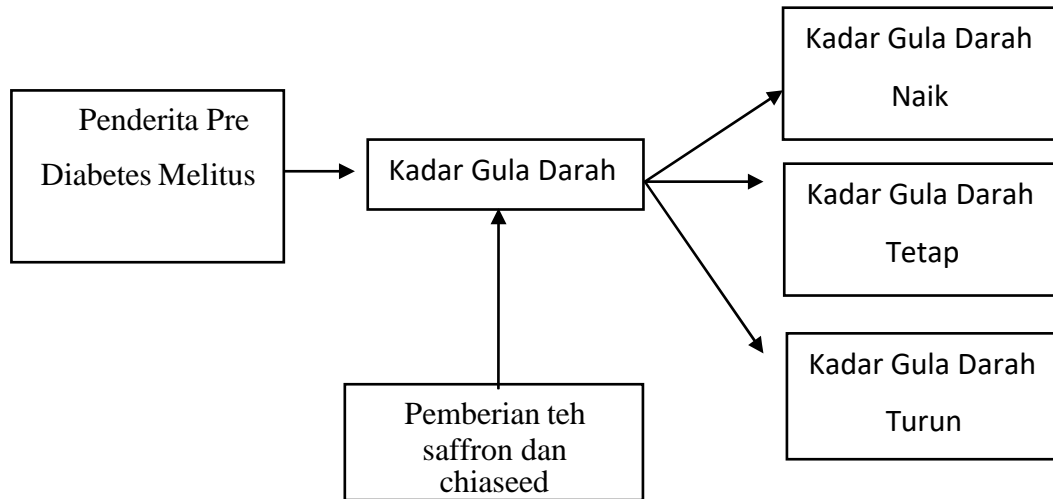 Penderita Pre
Diabetes Melitus
Kadar Gula Darah
Pemberian teh
saffron dan
chiaseed
Kadar Gula Darah
Naik
Kadar Gula Darah
Tetap
Kadar Gula Darah
Turun